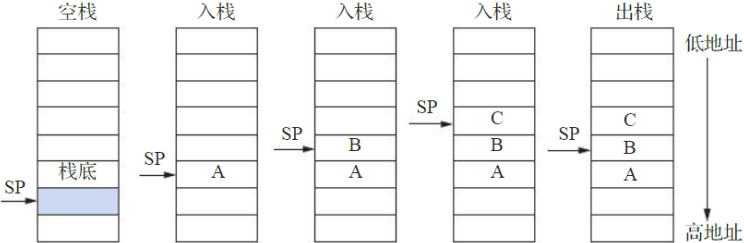 空栈 入栈 入栈 入栈 出栈
低地址
SP C C
SP B SP B B
栈底 SP A A A A
SP
高地址